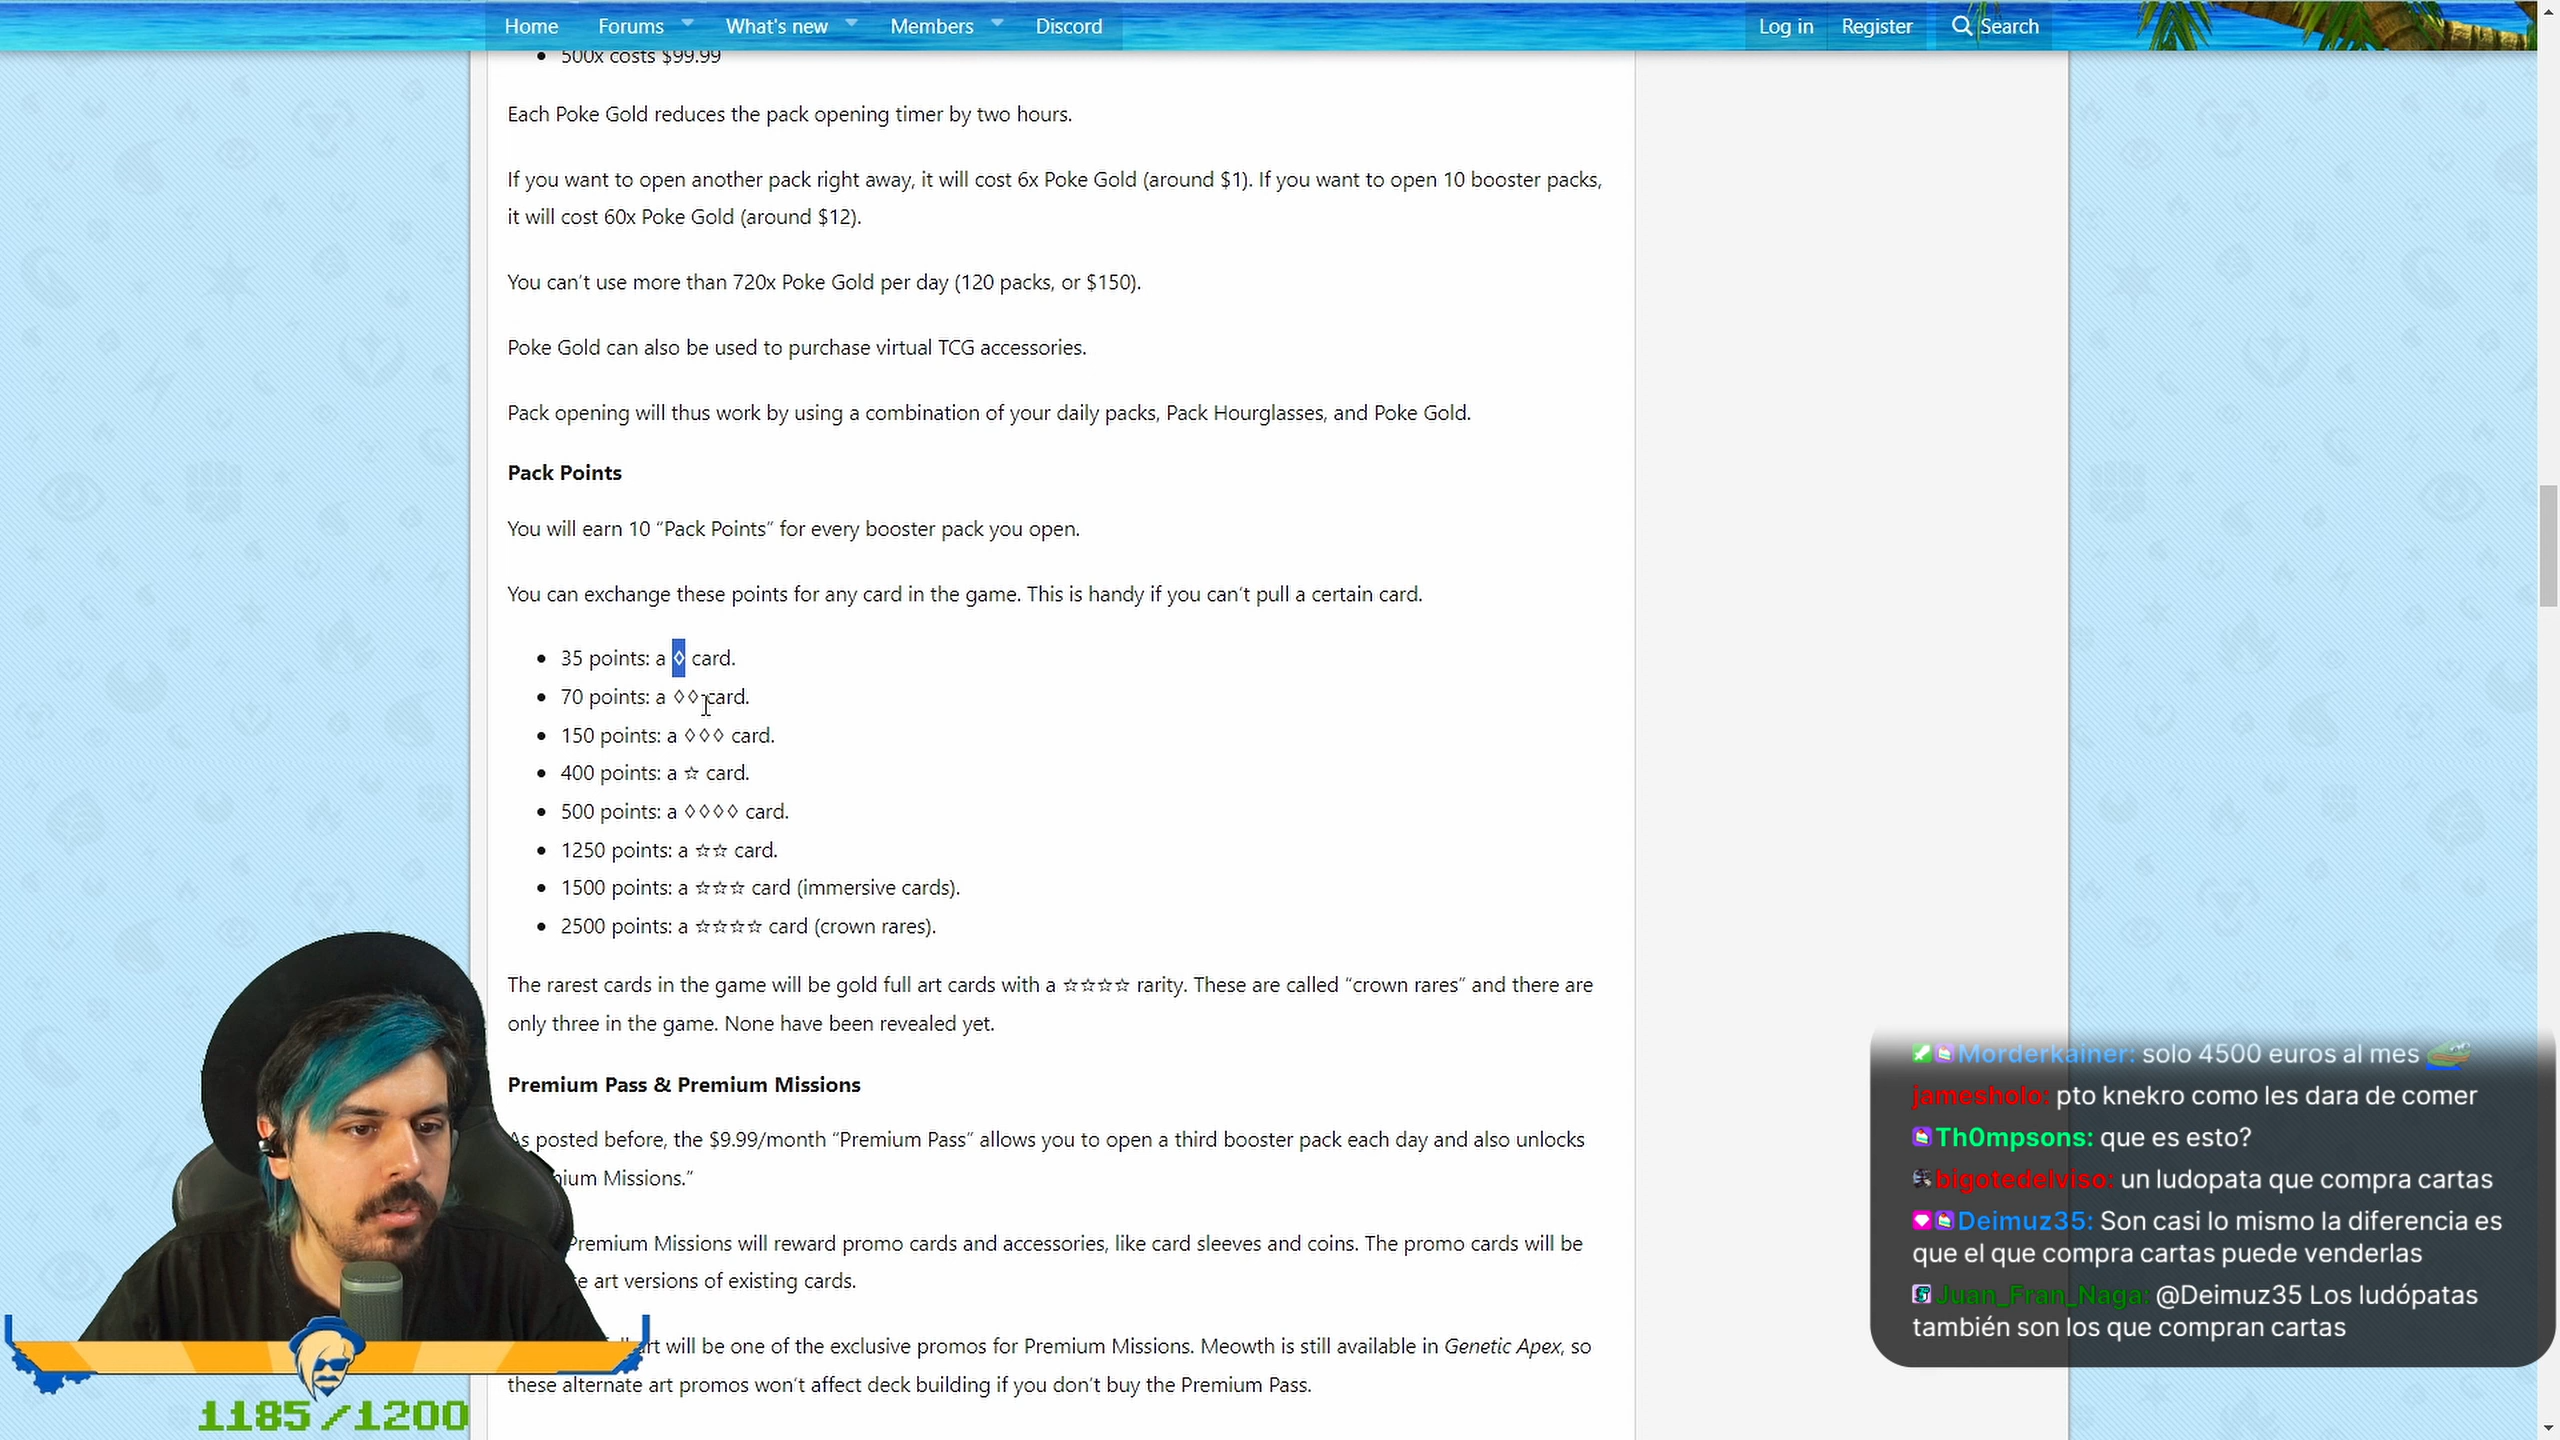 Home Forums What's new Members Discord Log in Register Search
500x costs $99.99
Each Poke Gold reduces the pack opening timer by two hours.
If you want to open another pack right away, it will cost 6x Poke Gold (around $1). If you want to open 10 booster packs,
it will cost 60x Poke Gold (around $12).
You can't use more than 720x Poke Gold per day (120 packs, or $150).
Poke Gold can also be used to purchase virtual TCG accessories.
Pack opening will thus work by using a combination of your daily packs, Pack Hourglasses, and Poke Gold.
Pack Points
You will earn 10 “Pack Points” for every booster pack you open.
You can exchange these points for any card in the game. This is handy if you can't pull a certain card.
• 35 points: a ◊ card.
• 70 points: a ◊◊ card.
• 150 points: a ◊◊◊ card.
• 400 points: a ☆ card.
• 500 points: a ◊◊◊◊ card.
• 1250 points: a ☆☆ card.
• 1500 points: a ☆☆☆ card (immersive cards).
• 2500 points: a ☆☆☆☆ card (crown rares).
The rarest cards in the game will be gold full art cards with a ☆☆☆☆ rarity. These are called “crown rares” and there are
only three in the game. None have been revealed yet.
Premium Pass & Premium Missions
As posted before, the $9.99/month “Premium Pass” allows you to open a third booster pack each day and also unlocks
Missions.”
Premium Missions will reward promo cards and accessories, like card sleeves and coins. The promo cards will be
art versions of existing cards.
will be one of the exclusive promos for Premium Missions. Meowth is still available in Genetic Apex, so
these alternate art promos won't affect deck building if you don't buy the Premium Pass.
1185/1200
Morderkainer: solo 4500 euros al mes
jamesholo: pto knekro como les dara de comer
Th0mpsons: que es esto?
bigotedelviso: un ludopata que compra cartas
Deimuz35: Son casi lo mismo la diferencia es
que el que compra cartas puede venderlas
Juan_Fran_Naga: @Deimuz35 Los ludópatas
también son los que compran cartas